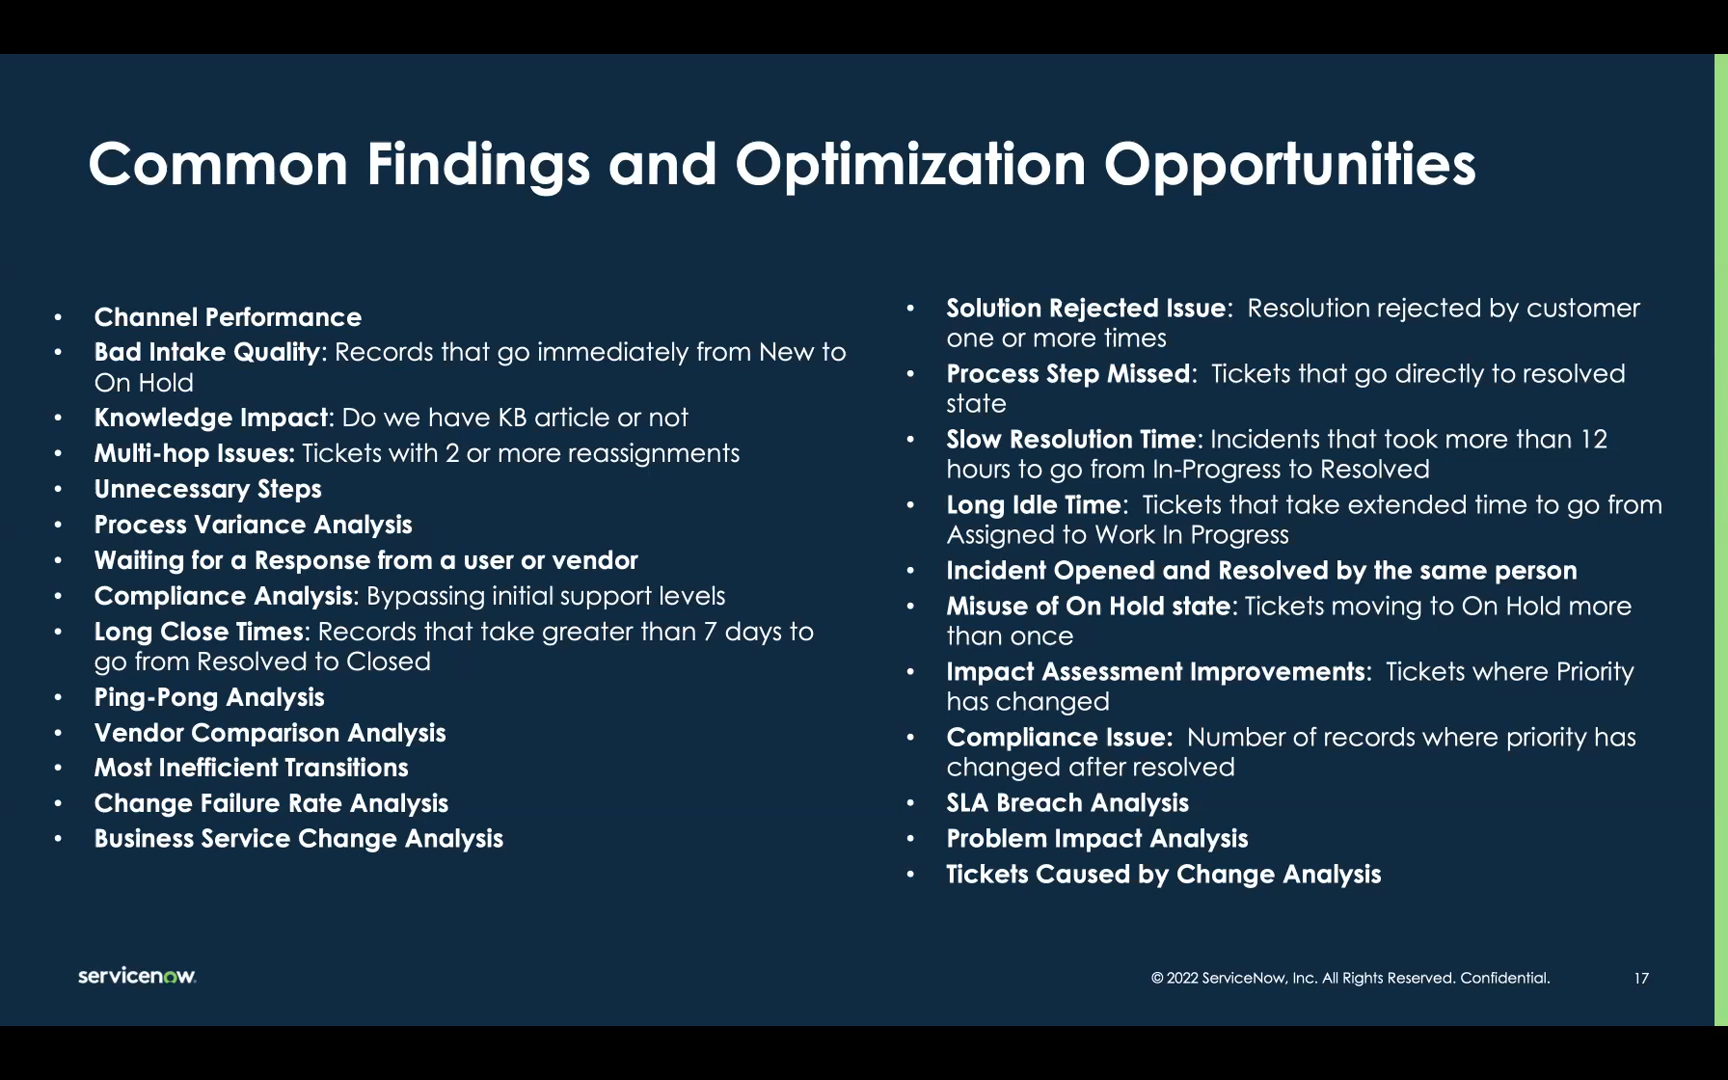 Common Findings and Optimization Opportunities
• Channel Performance
• Bad Intake Quality: Records that go immediately from New to
On Hold
• Knowledge Impact: Do we have KB article or not
• Multi-hop Issues: Tickets with 2 or more reassignments
• Unnecessary Steps
• Process Variance Analysis
• Waiting for a Response from a user or vendor
• Compliance Analysis: Bypassing initial support levels
• Long Close Times: Records that take greater than 7 days to
go from Resolved to Closed
• Ping-Pong Analysis
• Vendor Comparison Analysis
• Most Inefficient Transitions
• Change Failure Rate Analysis
• Business Service Change Analysis
• Solution Rejected Issue: Resolution rejected by customer
one or more times
• Process Step Missed: Tickets that go directly to resolved
state
• Slow Resolution Time: Incidents that took more than 12
hours to go from In-Progress to Resolved
• Long Idle Time: Tickets that take extended time to go from
Assigned to Work In Progress
• Incident Opened and Resolved by the same person
• Misuse of On Hold state: Tickets moving to On Hold more
than once
• Impact Assessment Improvements: Tickets where Priority
has changed
• Compliance Issue: Number of records where priority has
changed after resolved
• SLA Breach Analysis
• Problem Impact Analysis
• Tickets Caused by Change Analysis
servicenow.
© 2022 ServiceNow, Inc. All Rights Reserved. Confidential.
17